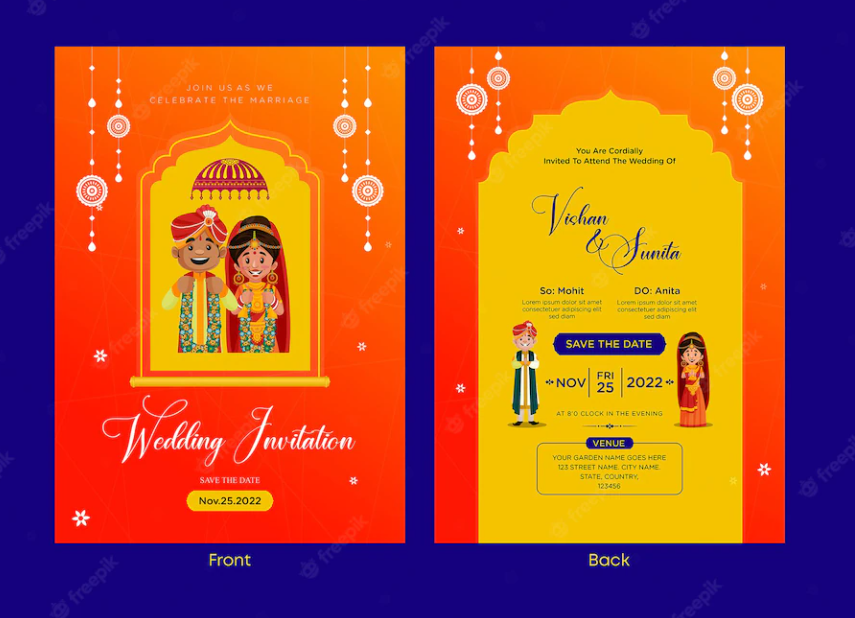 JOIN US AS WE
CELEBRATE THE MARRIAGE
Wedding Invitation
SAVE THE DATE
Nov.25.2022
Front
You Are Cordially
Invited To Attend The Wedding Of
Vishan
&
Sunita
So: Mohit
Lorem ipsum dolor sit amet
consectetur adipiscing elit
sed diam
DO: Anita
Lorem ipsum dolor sit amet
consectetur adipiscing elit
sed diam
SAVE THE DATE
NOV
FRI
25
2022
AT 8'0 CLOCK IN THE EVENING
VENUE
YOUR GARDEN NAME GOES HERE
123 STREET NAME. CITY NAME.
STATE, COUNTRY,
123456
Back
freepik